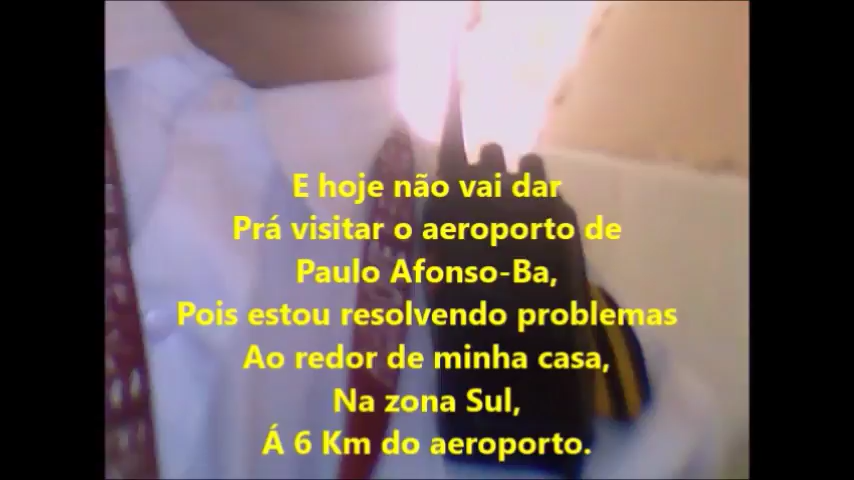 E hoje não vai dar
Prá visitar o aeroporto de
Paulo Afonso-Ba,
Pois estou resolvendo problemas
Ao redor de minha casa,
Na zona Sul,
Á 6 Km do aeroporto.